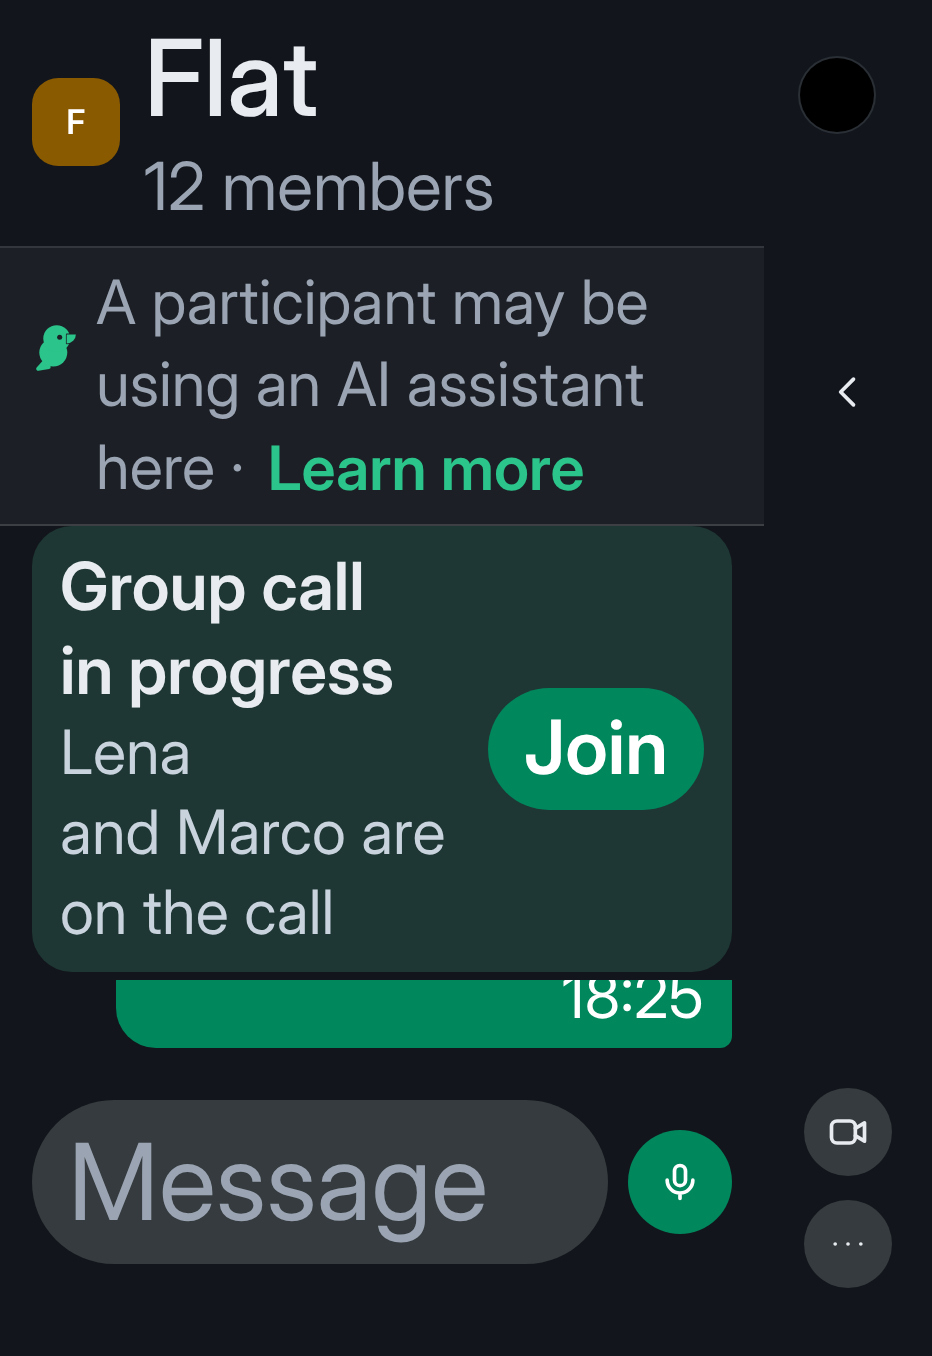 F
Flat
12 members
A participant may be
using an AI assistant
here · Learn more
Group call
in progress
Lena
and Marco are
on the call
Join
18:25
Message